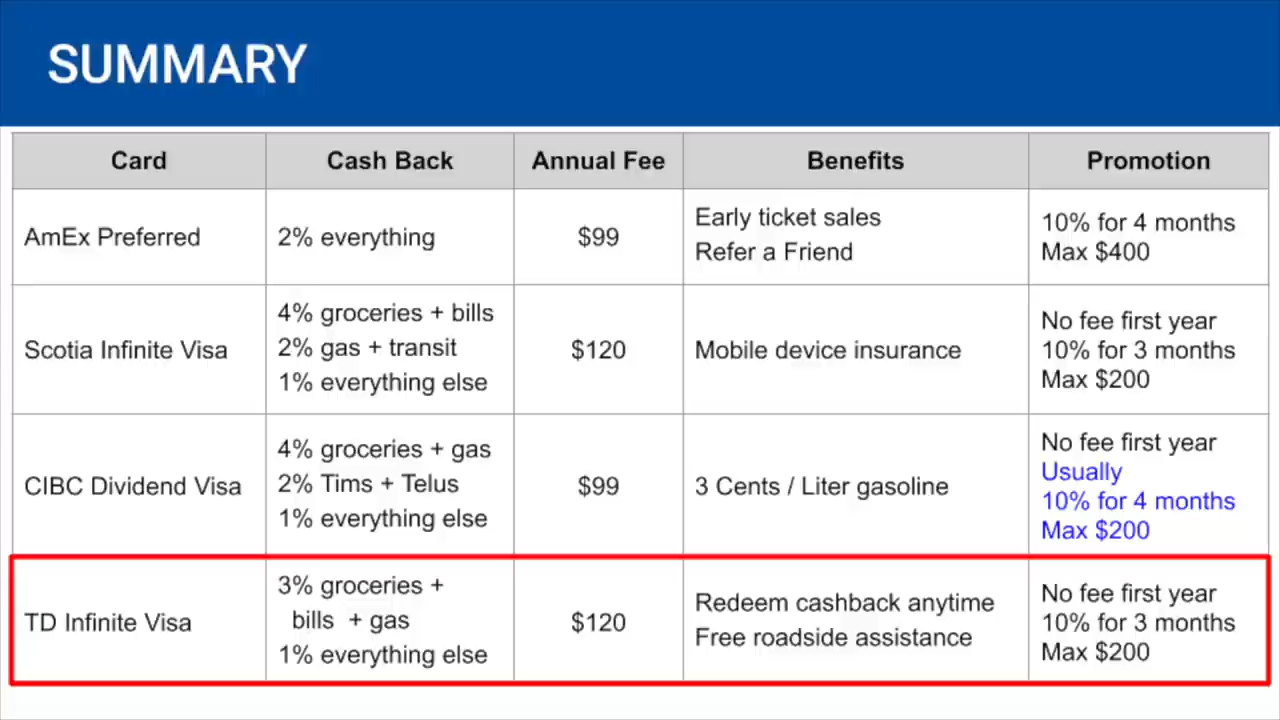 SUMMARY
Card
Cash Back
Annual Fee
Benefits
Promotion
AmEx Preferred
2% everything
$99
Early ticket sales
Refer a Friend
10% for 4 months
Max $400
Scotia Infinite Visa
4% groceries + bills
2% gas + transit
1% everything else
$120
Mobile device insurance
No fee first year
10% for 3 months
Max $200
CIBC Dividend Visa
4% groceries + gas
2% Tims + Telus
1% everything else
$99
3 Cents / Liter gasoline
No fee first year
Usually
10% for 4 months
Max $200
TD Infinite Visa
3% groceries +
bills + gas
1% everything else
$120
Redeem cashback anytime
Free roadside assistance
No fee first year
10% for 3 months
Max $200